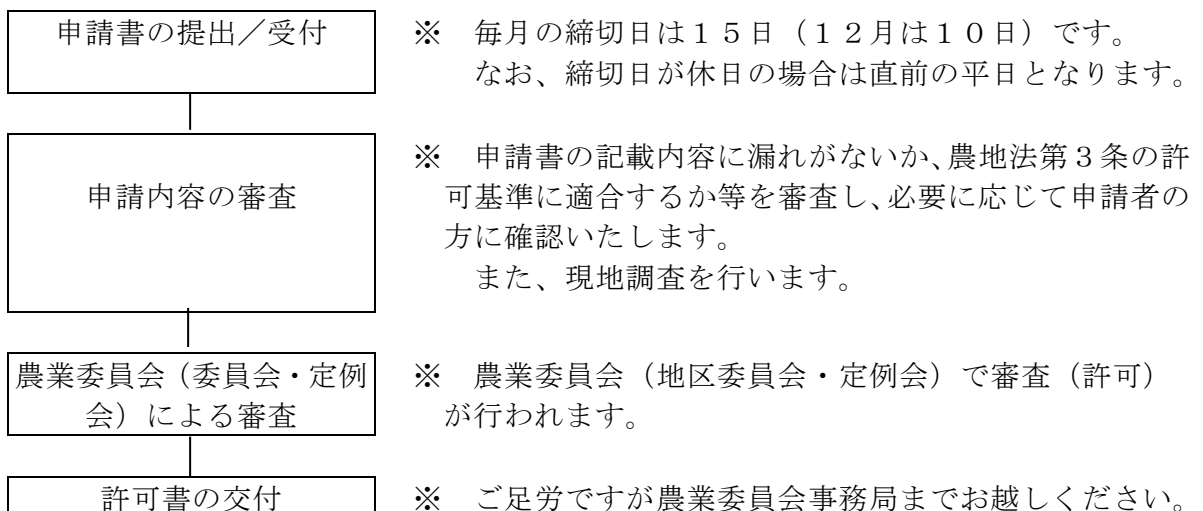 申請書の提出／受付
※　毎月の締切日は１５日（１２月は１０日）です。
なお、締切日が休日の場合は直前の平日となります。
申請内容の審査
※　申請書の記載内容に漏れがないか、農地法第３条の許
可基準に適合するか等を審査し、必要に応じて申請者の
方に確認いたします。
また、現地調査を行います。
農業委員会（委員会・定例
会）による審査
※　農業委員会（地区委員会・定例会）で審査（許可）
が行われます。
許可書の交付
※　ご足労ですが農業委員会事務局までお越しください。